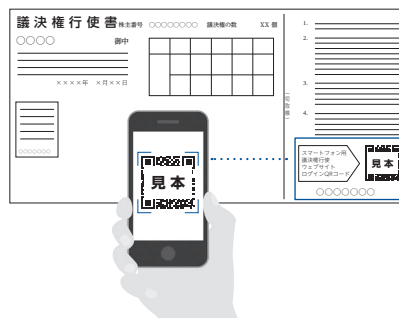 議決権行使書 株主番号 ○○○○○○○○ 議決権の数 XX 個
○○○○ 御中
××××年 ×月××日
○○○○○○○
1.
2.
3.
4.
スマートフォン用
議決権行使
ウェブサイト
ログインQRコード
見本
○○○○○○○
見本